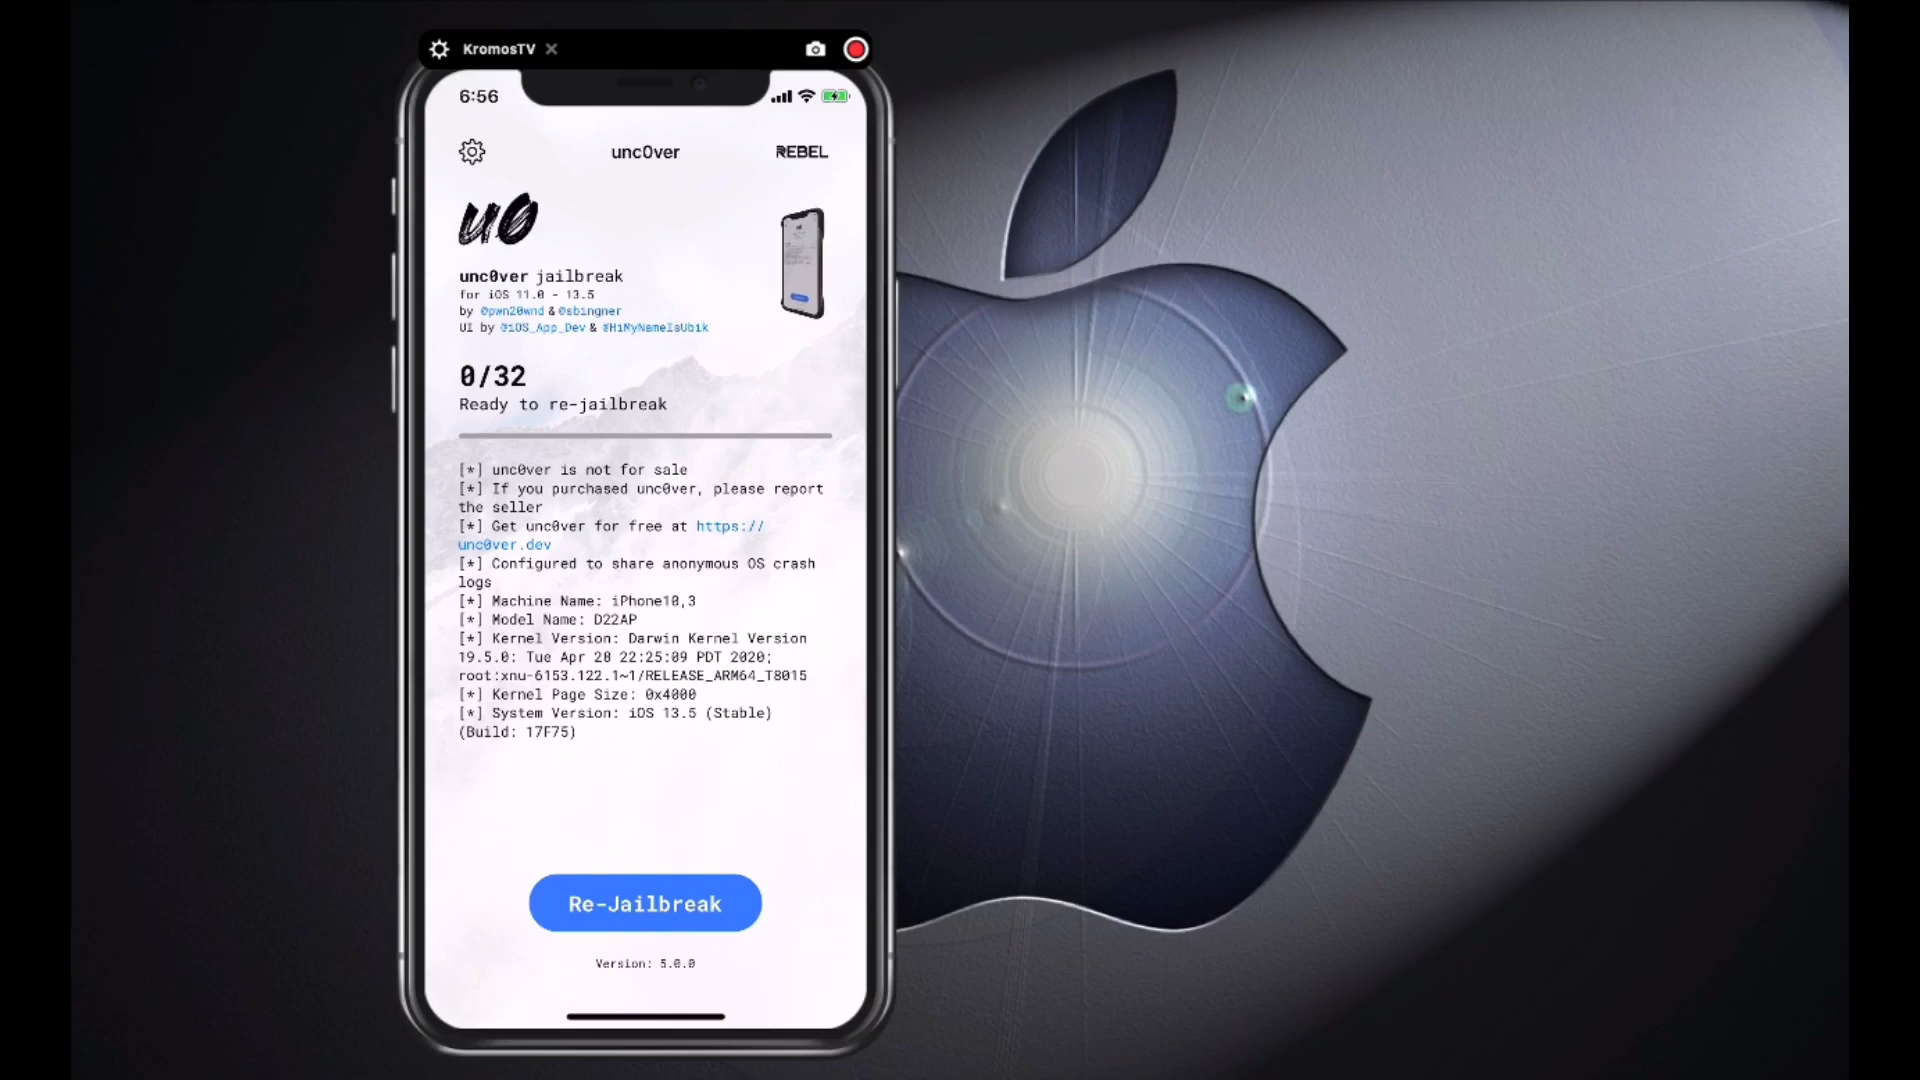 KromosTV
6:56
unc0ver
REBEL
u0
unc0ver jailbreak
for iOS 11.0 - 13.5
by @pwn20wnd & @sbingner
UI by @iOS_App_Dev & @HiMyNameIsUbik
0/32
Ready to re-jailbreak
[*] unc0ver is not for sale
[*] If you purchased unc0ver, please report
the seller
[*] Get unc0ver for free at https://
unc0ver.dev
[*] Configured to share anonymous OS crash
logs
[*] Machine Name: iPhone10,3
[*] Model Name: D22AP
[*] Kernel Version: Darwin Kernel Version
19.5.0: Tue Apr 28 22:25:09 PDT 2020;
root:xnu-6153.122.1~1/RELEASE_ARM64_T8015
[*] Kernel Page Size: 0x4000
[*] System Version: iOS 13.5 (Stable)
(Build: 17F75)
Re-Jailbreak
Version: 5.0.0